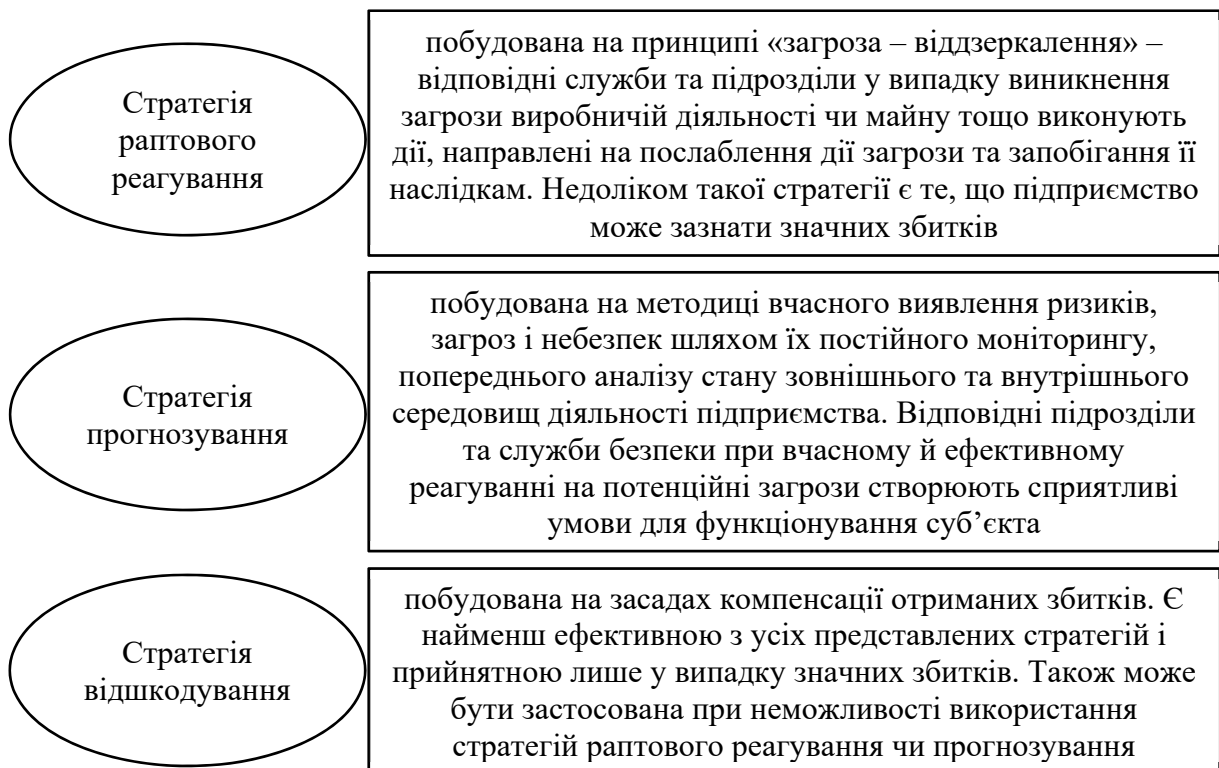 Стратегія
раптового
реагування
побудована на принципі «загроза – віддзеркалення» –
відповідні служби та підрозділи у випадку виникнення
загрози виробничій діяльності чи майну тощо виконують
дії, направлені на послаблення дії загрози та запобігання її
наслідкам. Недоліком такої стратегії є те, що підприємство
може зазнати значних збитків
Стратегія
прогнозування
побудована на методиці вчасного виявлення ризиків,
загроз і небезпек шляхом їх постійного моніторингу,
попереднього аналізу стану зовнішнього та внутрішнього
середовищ діяльності підприємства. Відповідні підрозділи
та служби безпеки при вчасному й ефективному
реагуванні на потенційні загрози створюють сприятливі
умови для функціонування суб’єкта
Стратегія
відшкодування
побудована на засадах компенсації отриманих збитків. Є
найменш ефективною з усіх представлених стратегій і
прийнятною лише у випадку значних збитків. Також може
бути застосована при неможливості використання
стратегій раптового реагування чи прогнозування